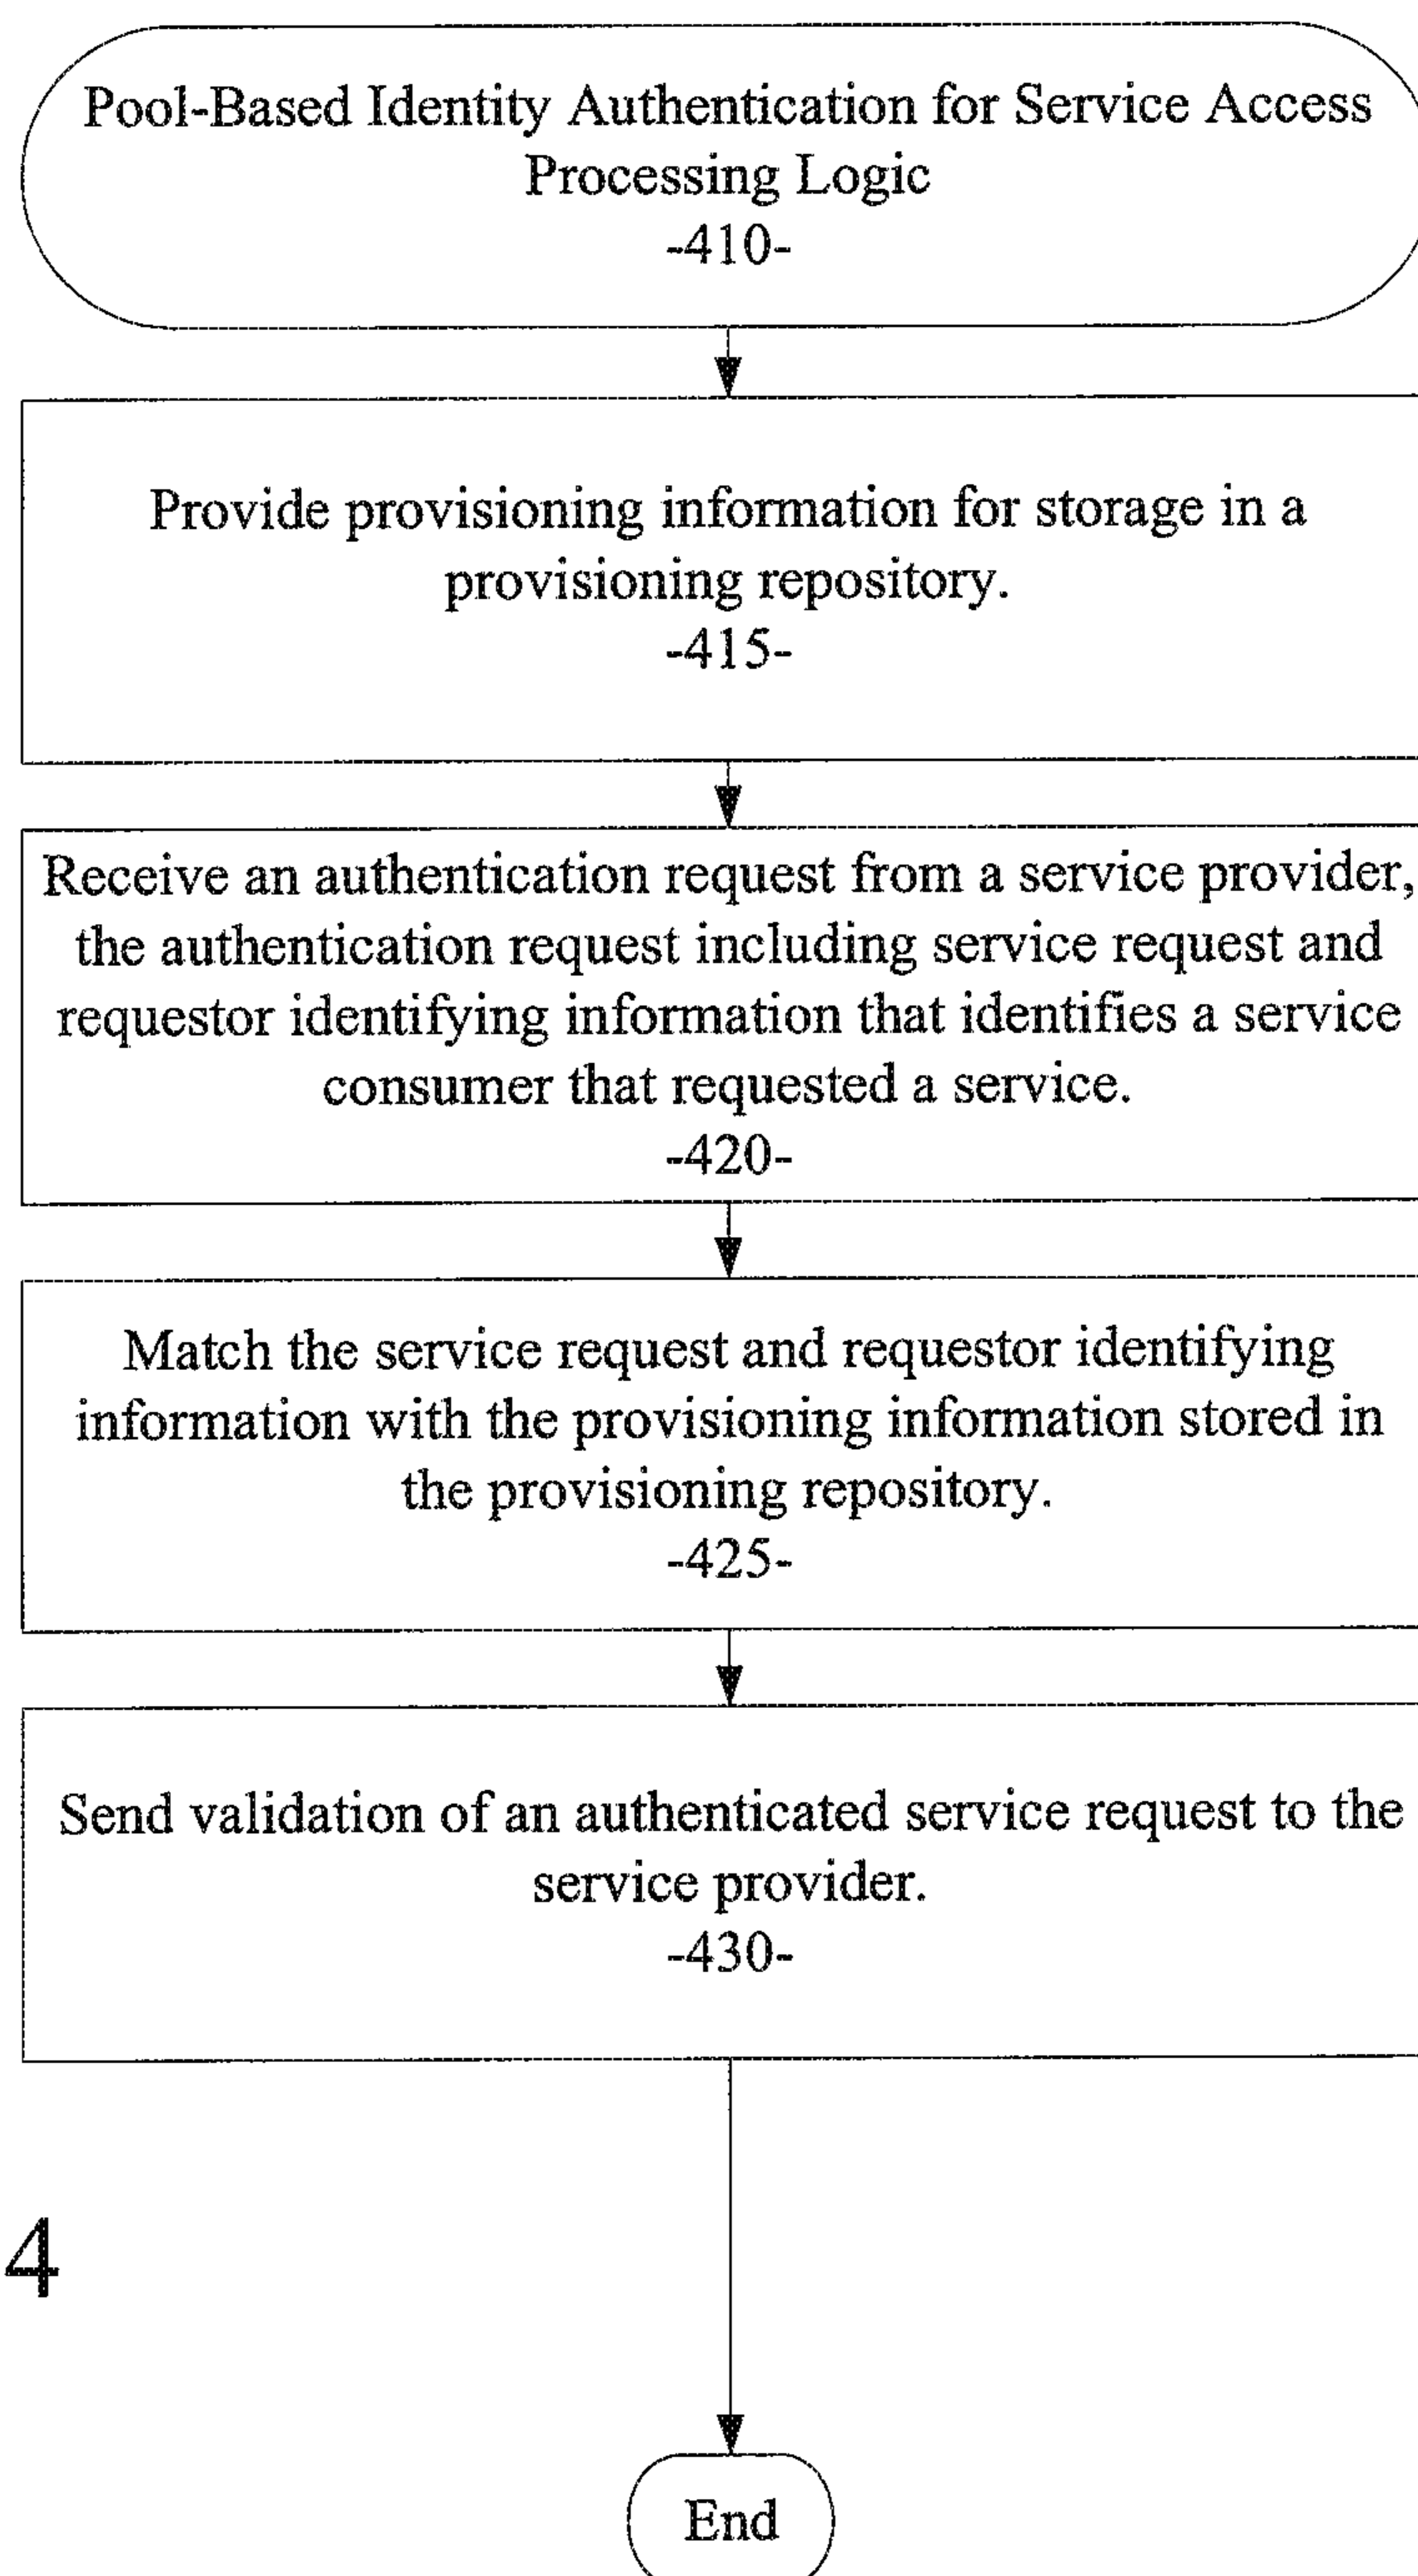 Pool-Based Identity Authentication for Service Access
Processing Logic
-410-
Provide provisioning information for storage in a
provisioning repository.
-415-
Receive an authentication request from a service provider,
the authentication request including service request and
requestor identifying information that identifies a service
consumer that requested a service.
-420-
Match the service request and requestor identifying
information with the provisioning information stored in
the provisioning repository.
-425-
Send validation of an authenticated service request to the
service provider.
-430-
4
End